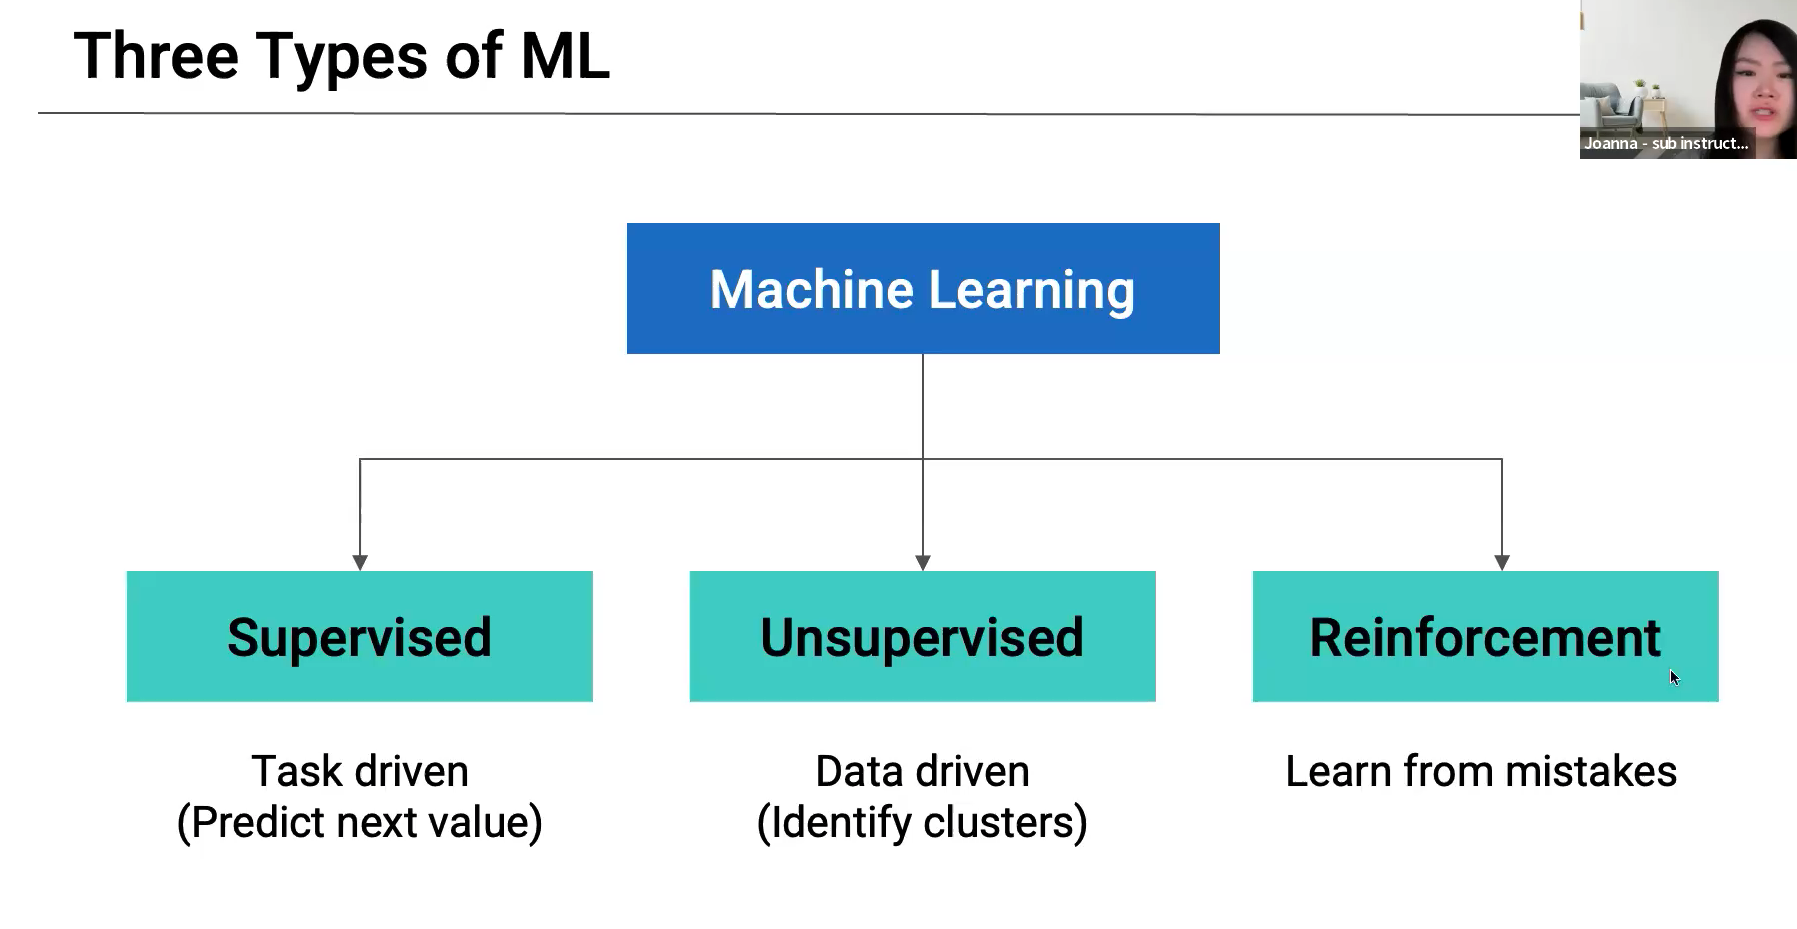 Three Types of ML
Joanna - sub instruct...
Machine Learning
Supervised
Unsupervised
Reinforcement
Task driven
(Predict next value)
Data driven
(Identify clusters)
Learn from mistakes